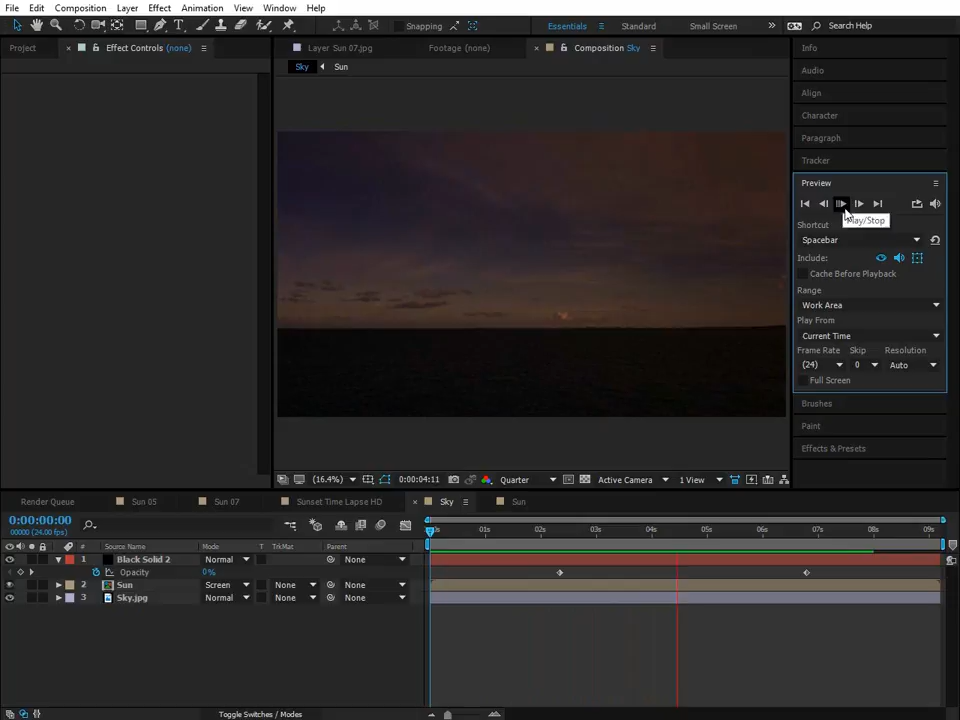 File Edit Composition Layer Effect Animation View Window Help
Snapping Essentials Standard Small Screen Search Help
Project Effect Controls (none) Layer Sun 07.jpg Footage (none) Composition Sky
Sky Sun
Info
Audio
Align
Character
Paragraph
Tracker
Preview
Play/Stop
Shortcut
Spacebar
Include:
Cache Before Playback
Range
Work Area
Play From
Current Time
Frame Rate Skip Resolution
(24) 0 Auto
Full Screen
Brushes
Paint
Effects & Presets
(16.4%) 0:00:04:11 Quarter Active Camera 1 View
Render Queue Sun 05 Sun 07 Sunset Time Lapse HD Sky Sun
0:00:00:00
00000 (24.00 fps)
01s 02s 03s 04s 05s 06s 07s 08s 09s
# Source Name Mode T TrkMat Parent
1 Black Solid 2 Normal None
Opacity 0%
2 Sun Screen None None
3 Sky.jpg Normal None None
Toggle Switches / Modes